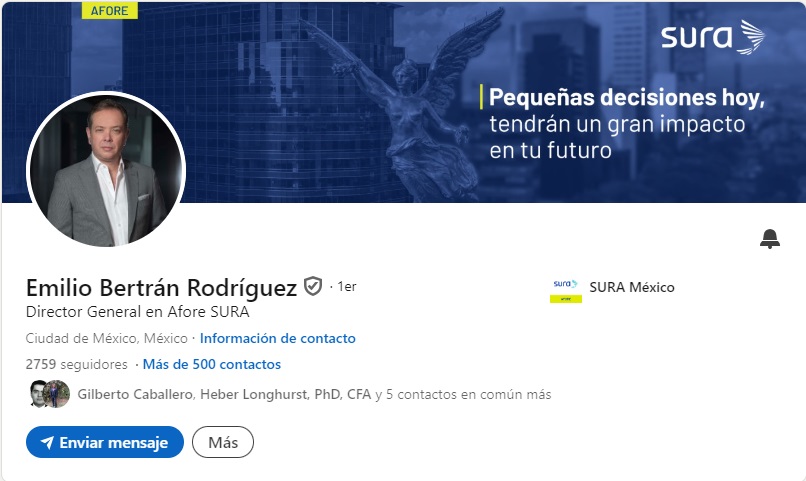 AFORE
sura
Pequeñas decisiones hoy,
tendrán un gran impacto
en tu futuro
Emilio Bertrán Rodríguez · 1er
Director General en Afore SURA
Ciudad de México, México · Información de contacto
2759 seguidores · Más de 500 contactos
Gilberto Caballero, Heber Longhurst, PhD, CFA y 5 contactos en común más
Enviar mensaje
Más
sura
AFORE
SURA México